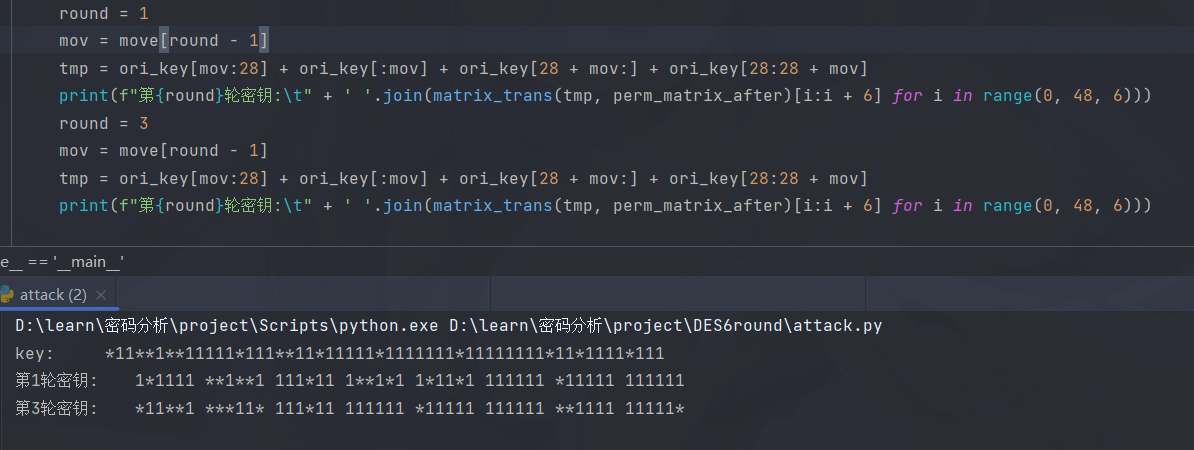 round = 1
mov = move[round - 1]
tmp = ori_key[mov:28] + ori_key[:mov] + ori_key[28 + mov:] + ori_key[28:28 + mov]
print(f"第{round}轮密钥:\t" + ' '.join(matrix_trans(tmp, perm_matrix_after)[i:i + 6] for i in range(0, 48, 6)))
round = 3
mov = move[round - 1]
tmp = ori_key[mov:28] + ori_key[:mov] + ori_key[28 + mov:] + ori_key[28:28 + mov]
print(f"第{round}轮密钥:\t" + ' '.join(matrix_trans(tmp, perm_matrix_after)[i:i + 6] for i in range(0, 48, 6)))
e__ == '__main__'
attack (2) ×
D:\learn\密码分析\project\Scripts\python.exe D:\learn\密码分析\project\DES6round\attack.py
key: *11**1**11111*111**11*11111*1111111*11111111*11*1111*111
第1轮密钥: 1*1111 **1**1 111*11 1**1*1 1*11*1 111111 *11111 111111
第3轮密钥: *11**1 ***11* 111*11 111111 *11111 111111 **1111 11111*